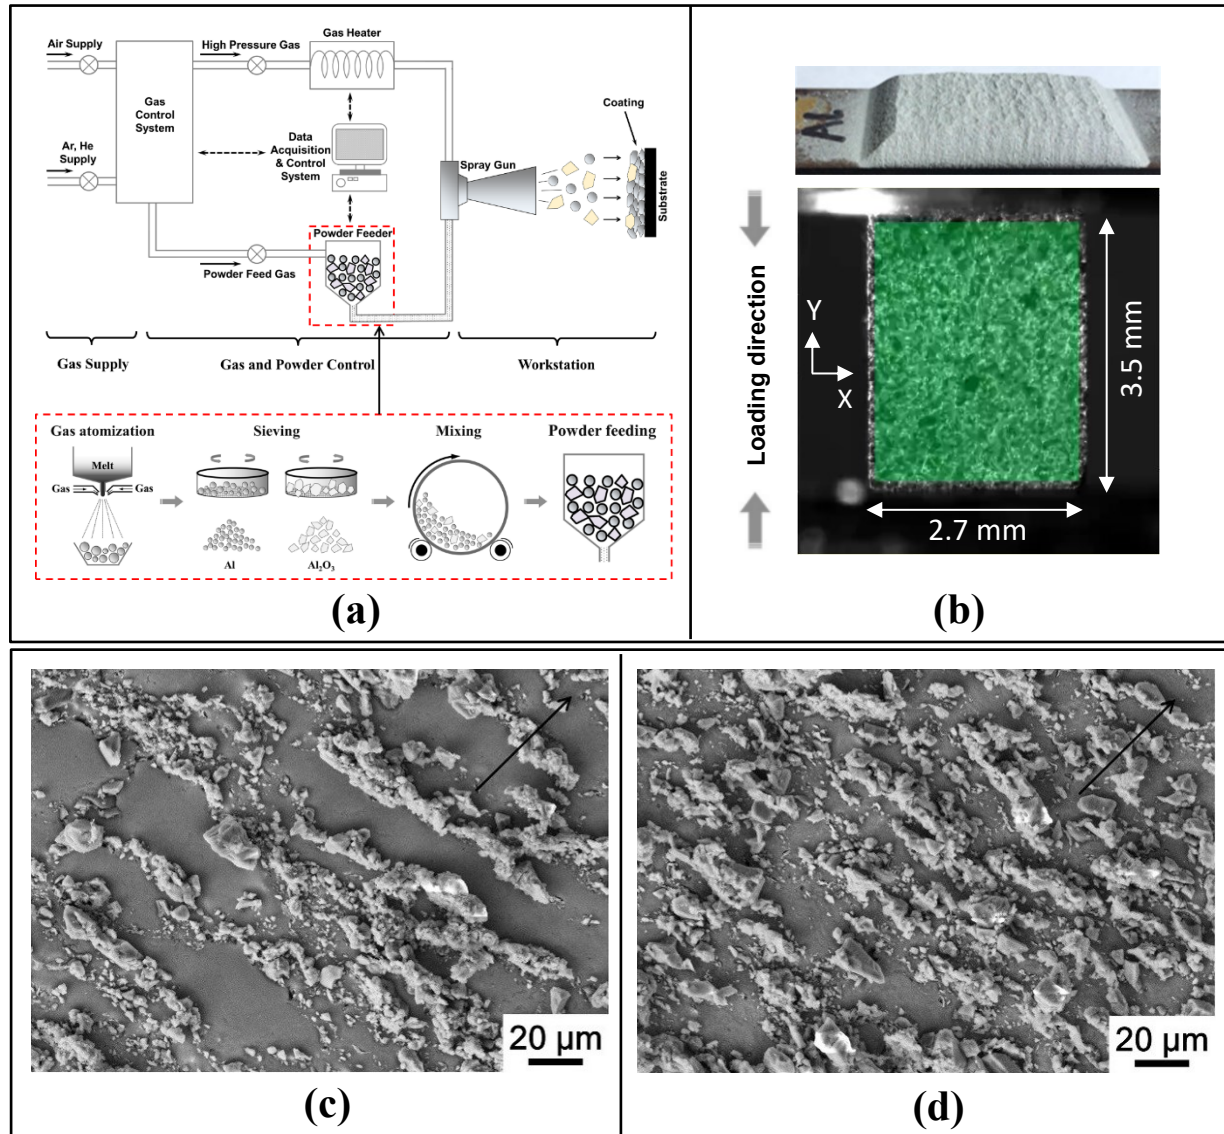 Air Supply
High Pressure Gas
Gas Heater
Gas
Control
System
Ar, He
Supply
Data
Acquisition
& Control
System
Spray Gun
Coating
Substrate
Powder Feeder
Powder Feed Gas
Gas Supply
Gas and Powder Control
Workstation
Gas atomization
Sieving
Mixing
Powder feeding
Melt
Gas
Gas
Al
Al₂O₃
(a)
Al
Loading direction
Y
X
3.5 mm
2.7 mm
(b)
20 µm
(c)
20 µm
(d)